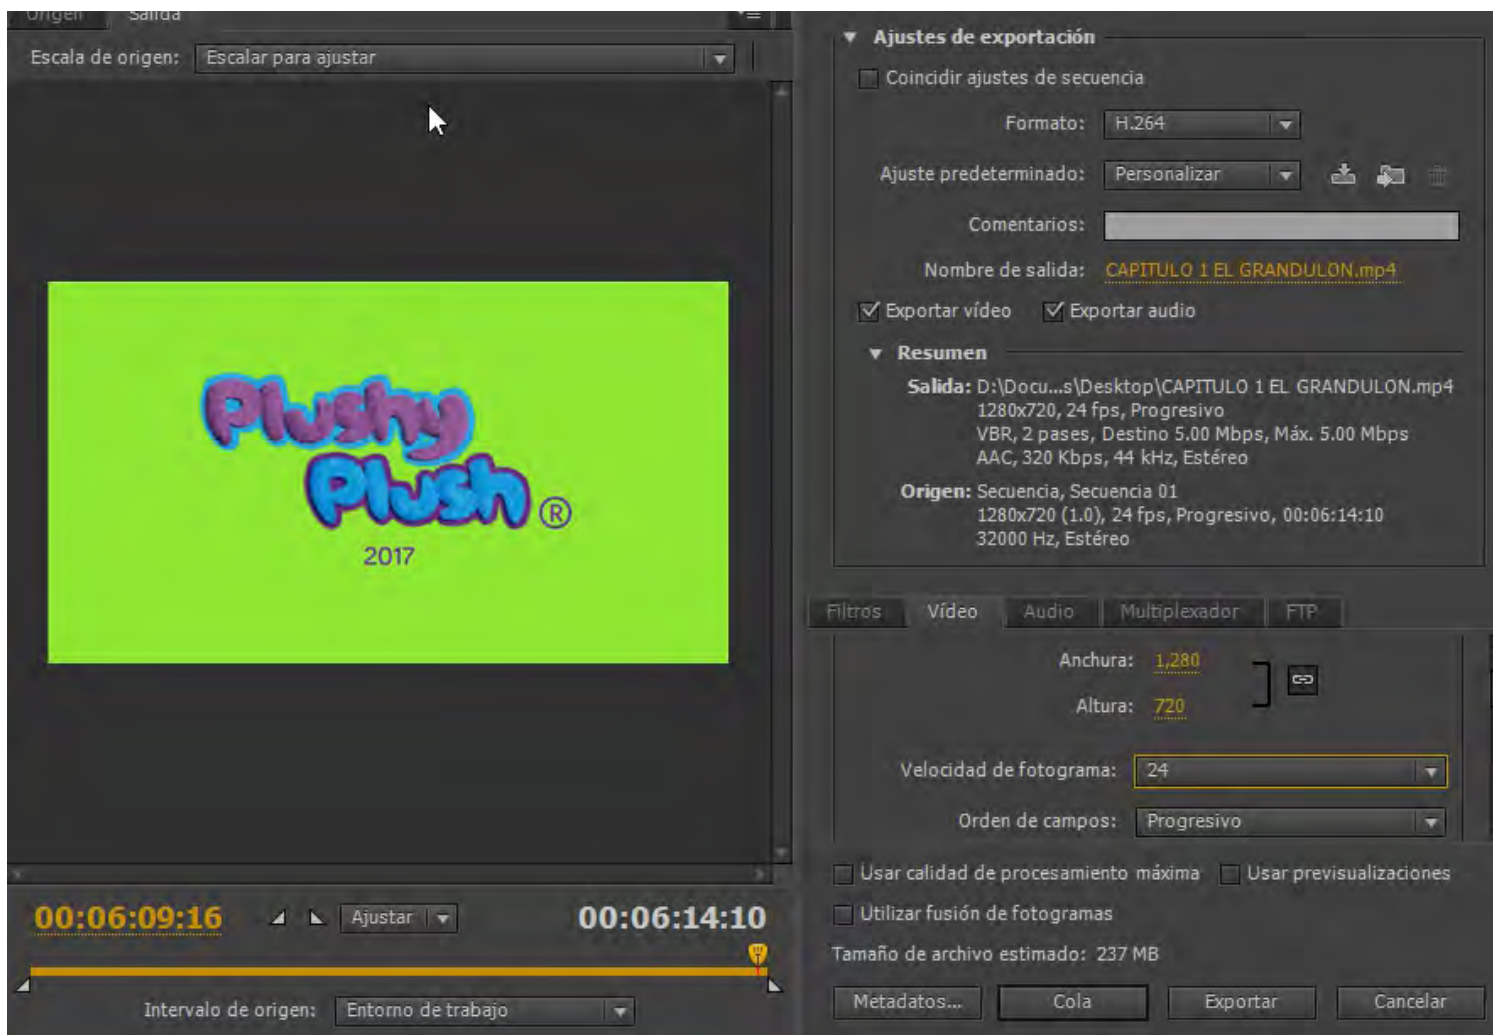 Origen Salida
Escala de origen: Escalar para ajustar
Plushy
Plush®
2017
00:06:09:16 Ajustar 00:06:14:10
Intervalo de origen: Entorno de trabajo
Ajustes de exportación
Coincidir ajustes de secuencia
Formato: H.264
Ajuste predeterminado: Personalizar
Comentarios:
Nombre de salida: CAPITULO 1 EL GRANDULON.mp4
Exportar vídeo Exportar audio
Resumen
Salida: D:\Docu...s\Desktop\CAPITULO 1 EL GRANDULON.mp4
1280x720, 24 fps, Progresivo
VBR, 2 pases, Destino 5.00 Mbps, Máx. 5.00 Mbps
AAC, 320 Kbps, 44 kHz, Estéreo
Origen: Secuencia, Secuencia 01
1280x720 (1.0), 24 fps, Progresivo, 00:06:14:10
32000 Hz, Estéreo
Filtros Vídeo Audio Multiplexador FTP
Anchura: 1,280
Altura: 720
Velocidad de fotograma: 24
Orden de campos: Progresivo
Usar calidad de procesamiento máxima Usar previsualizaciones
Utilizar fusión de fotogramas
Tamaño de archivo estimado: 237 MB
Metadatos... Cola Exportar Cancelar